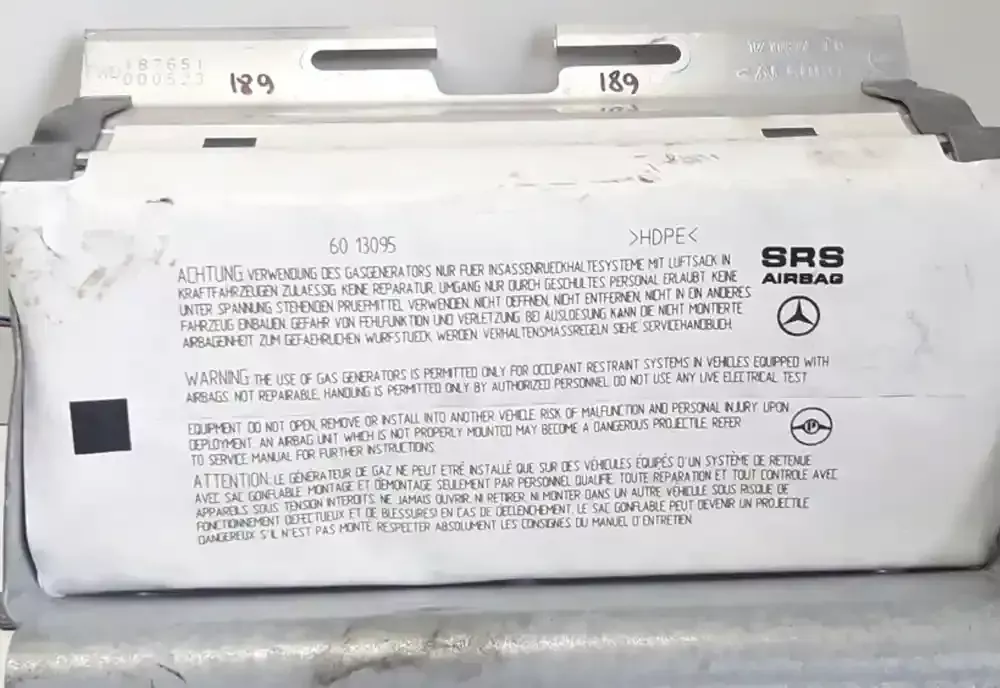 187651
000523
189
189
60 13095
>HDPE<
SRS
AIRBAG
ACHTUNG: VERWENDUNG DES GASGENERATORS NUR FUER INSASSENRUECKHALTESYSTEME MIT LUFTSACK IN
KRAFTFAHRZEUGEN ZULAESSIG. KEINE REPARATUR. UMGANG NUR DURCH GESCHULTES PERSONAL ERLAUBT. KEINE
UNTER SPANNUNG STEHENDEN PRUEFMITTEL VERWENDEN. NICHT OEFFNEN, NICHT ENTFERNEN, NICHT IN EIN ANDERES
FAHRZEUG EINBAUEN. GEFAHR VON FEHLFUNKTION UND VERLETZUNG. BEI AUSLOESUNG KANN DIE NICHT MONTIERTE
AIRBAGEINHEIT ZUM GEFAEHRLICHEN WURFSTUECK WERDEN. VERHALTENSMASSREGELN SIEHE SERVICEHANDBUCH.
WARNING: THE USE OF GAS GENERATORS IS PERMITTED ONLY FOR OCCUPANT RESTRAINT SYSTEMS IN VEHICLES EQUIPPED WITH
AIRBAGS. NOT REPAIRABLE, HANDLING IS PERMITTED ONLY BY AUTHORIZED PERSONNEL. DO NOT USE ANY LIVE ELECTRICAL TEST
EQUIPMENT. DO NOT OPEN, REMOVE OR INSTALL INTO ANOTHER VEHICLE. RISK OF MALFUNCTION AND PERSONAL INJURY. UPON
DEPLOYMENT, AN AIRBAG UNIT WHICH IS NOT PROPERLY MOUNTED MAY BECOME A DANGEROUS PROJECTILE. REFER
TO SERVICE MANUAL FOR FURTHER INSTRUCTIONS.
ATTENTION: LE GÉNÉRATEUR DE GAZ NE PEUT ETRÉ INSTALLÉ QUE SUR DES VÉHICULES ÉQUIPÉS D'UN SYSTÈME DE RETENUE
AVEC SAC GONFLABLE. MONTAGE ET DÉMONTAGE SEULEMENT PAR PERSONNEL QUALIFIE. TOUTE REPARATION ET TOUT CONTROLE AVEC
APPAREILS SOUS TENSION INTERDITS. NE JAMAIS OUVRIR, NI RETIRER, NI MONTER DANS UN AUTRE VÉHICULE SOUS RISQUE DE
FONCTIONNEMENT DEFECTUEUX ET DE BLESSURES! EN CAS DE DECLENCHEMENT, LE SAC GONFLABLE PEUT DEVENIR UN PROJECTILE
DANGEREUX S'IL N'EST PAS MONTÉ. RESPECTER ABSOLUMENT LES CONSIGNES DU MANUEL D'ENTRETIEN.
P